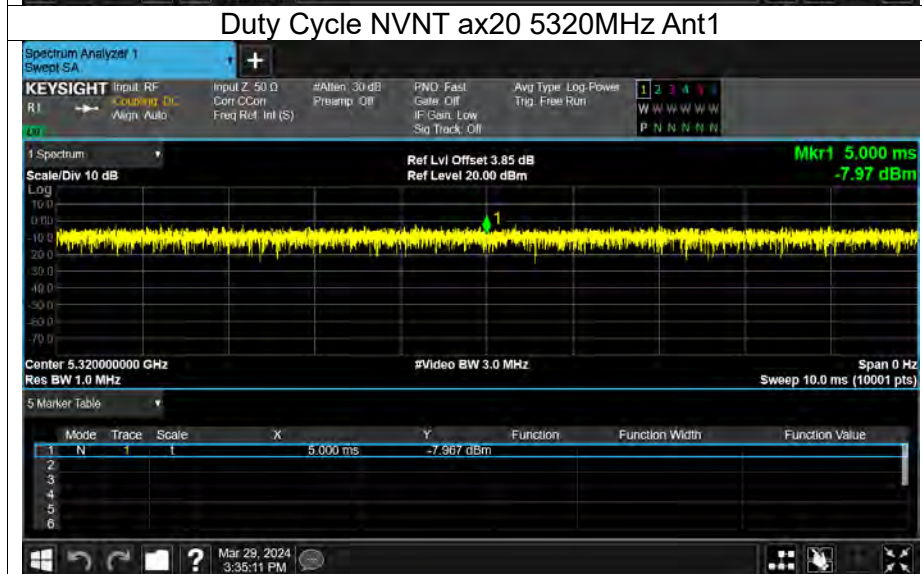 Duty Cycle NVNT ax20 5320MHz Ant1
Spectrum Analyzer 1
Swept SA
+
KEYSIGHT Input: RF Input Z: 50 Ω #Atten: 30 dB PNO: Fast Avg Type: Log-Power 1 2 3 4 5 6
R1 Coupling: DC Corr CCorr Preamp: Off Gate: Off Trig: Free Run W W W W W W
Align: Auto Freq Ref: Int (S) IF Gain: Low
Sig Track: Off P N N N N N
1 Spectrum
Ref Lvl Offset 3.85 dB Mkr1 5.000 ms
Scale/Div 10 dB Ref Level 20.00 dBm -7.97 dBm
Log
10.0
0.00
1
-10.0
-20.0
-30.0
-40.0
-50.0
-60.0
-70.0
Center 5.320000000 GHz #Video BW 3.0 MHz Span 0 Hz
Res BW 1.0 MHz Sweep 10.0 ms (10001 pts)
5 Marker Table
Mode Trace Scale X Y Function Function Width Function Value
1 N 1 t 5.000 ms -7.967 dBm
2
3
4
5
6
? Mar 29, 2024
3:35:11 PM